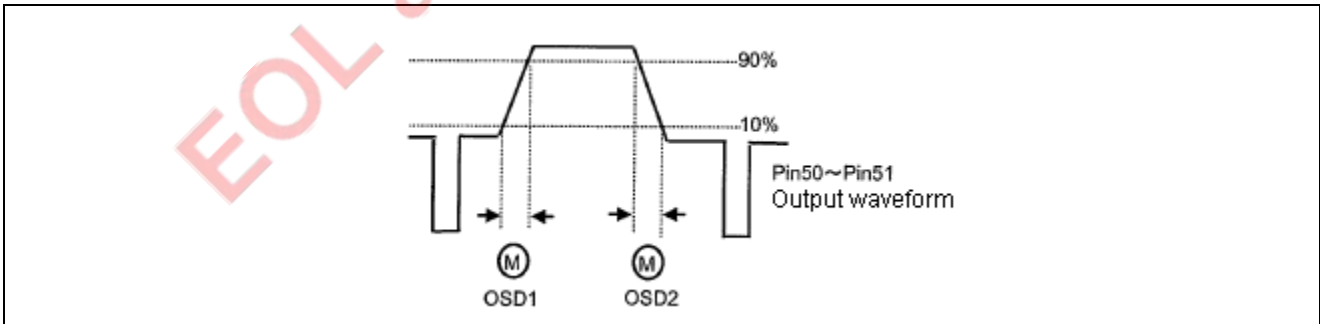 EOL
90%
10%
Pin50～Pin51
Output waveform
M
M
OSD1
OSD2